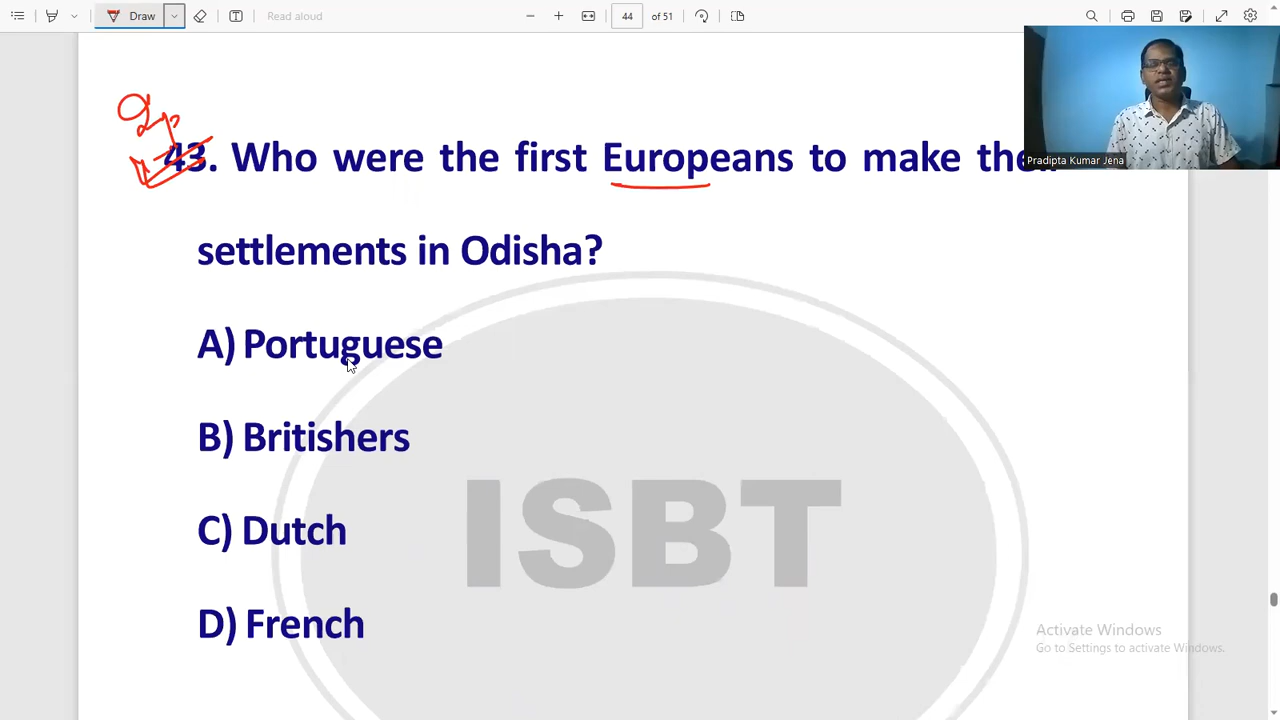 Draw
Read aloud
44 of 51
Pradipta Kumar Jena
43. Who were the first Europeans to make their
settlements in Odisha?
A) Portuguese
B) Britishers
C) Dutch
D) French
ISBT
Activate Windows
Go to Settings to activate Windows.